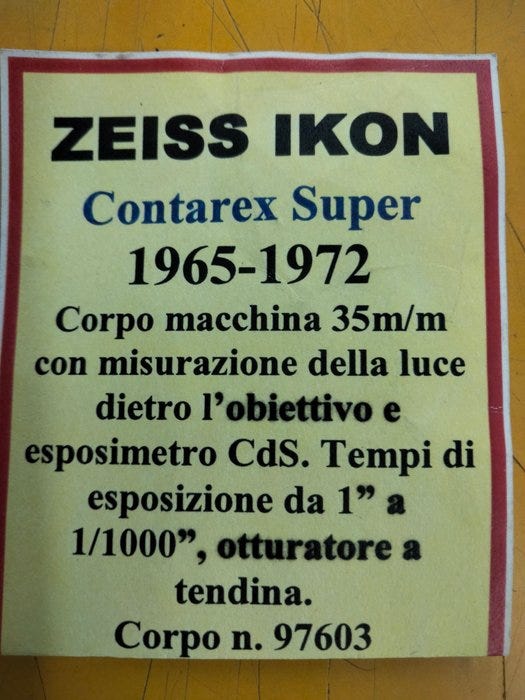 ZEISS IKON
Contarex Super
1965-1972
Corpo macchina 35m/m
con misurazione della luce
dietro l’obiettivo e
esposimetro CdS. Tempi di
esposizione da 1” a
1/1000”, otturatore a
tendina.
Corpo n. 97603